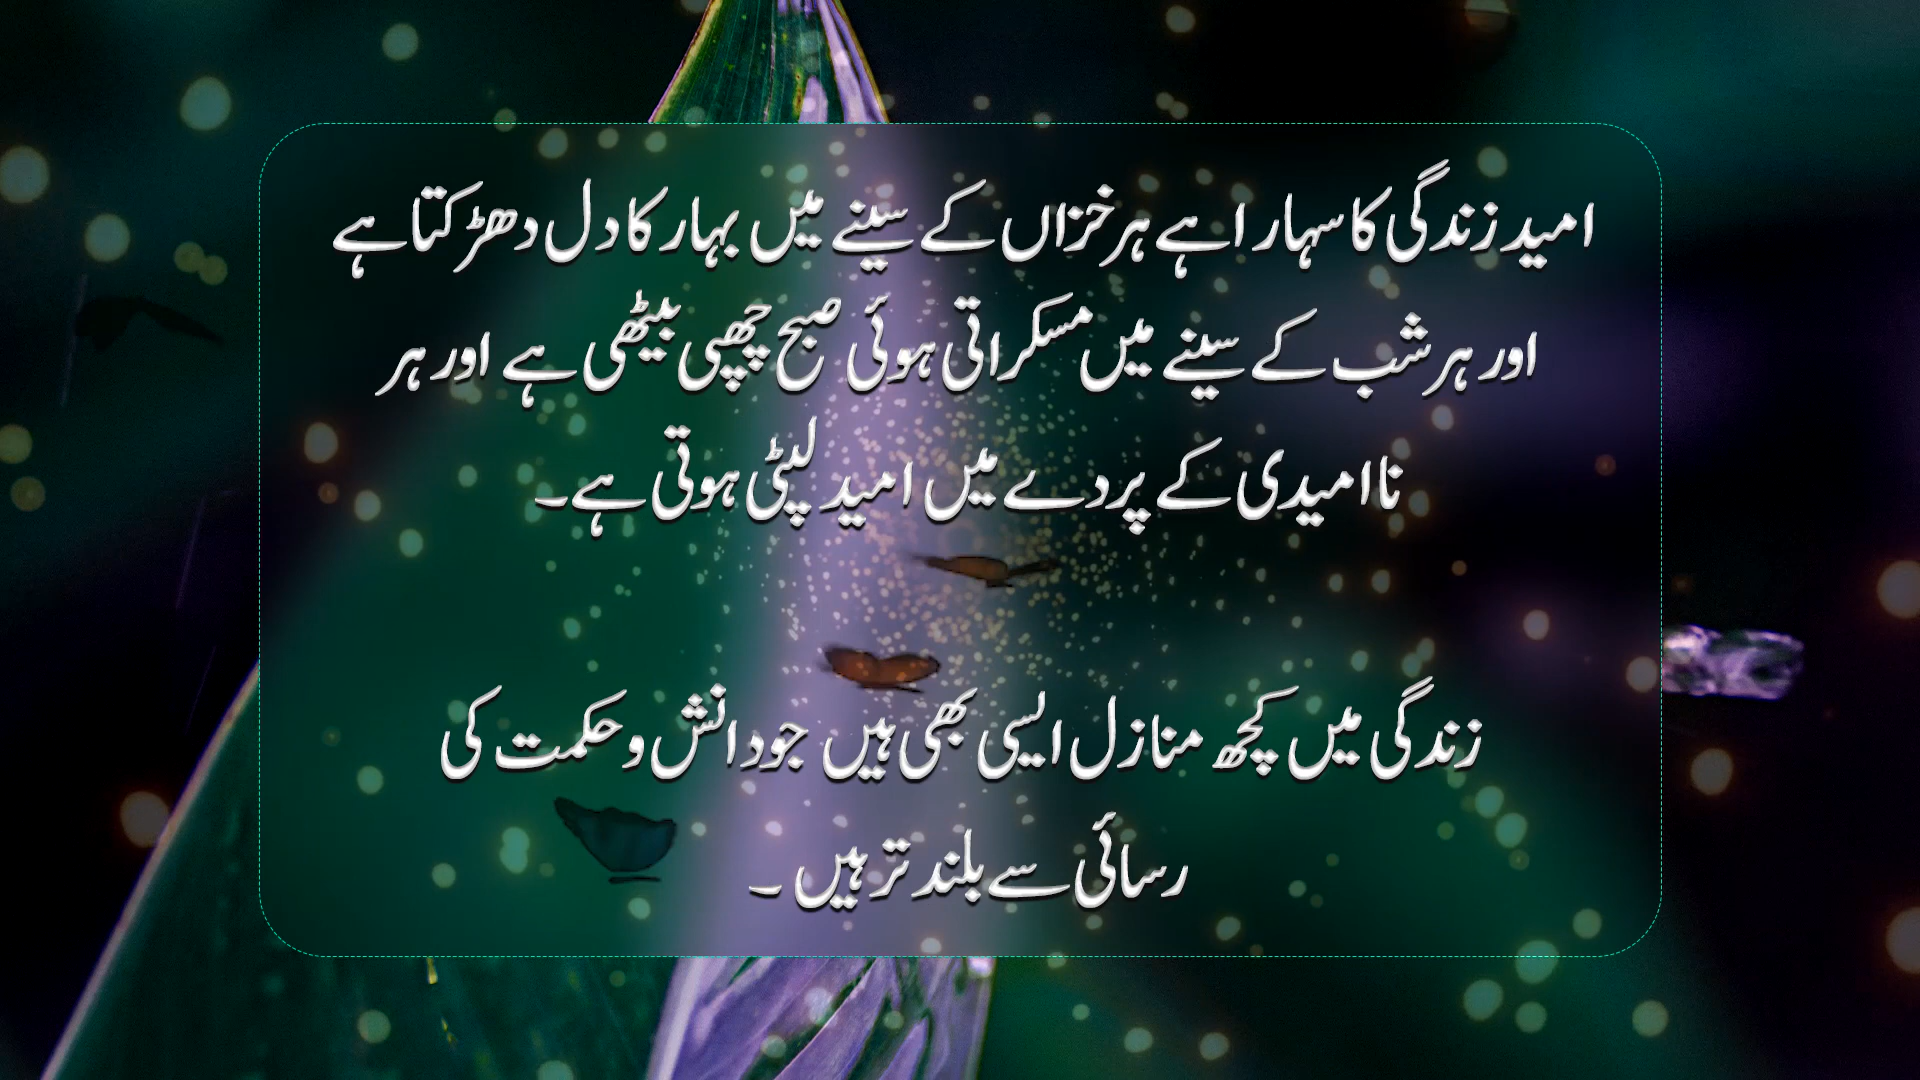 امید زندگی کا سہارا ہے ہر خزاں کے سینے میں بہار کا دل دھڑکتا ہے
اور ہر شب کے سینے میں مسکراتی ہوئی صبح چھپی بیٹھی ہے اور ہر
ناامیدی کے پردے میں امید لپٹی ہوتی ہے۔
زندگی میں کچھ منازل ایسی بھی ہیں جو دانش و حکمت کی
رسائی سے بلند تر ہیں ۔